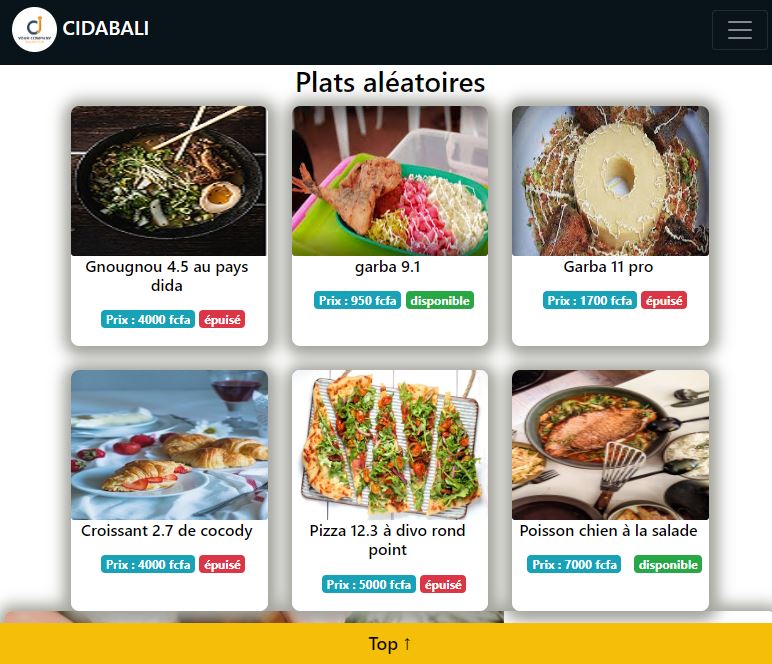 CIDABALI
YOUR COMPANY
Plats aléatoires
Gnougnou 4.5 au pays
dida
Prix : 4000 fcfa épuisé
garba 9.1
Prix : 950 fcfa disponible
Garba 11 pro
Prix : 1700 fcfa épuisé
Croissant 2.7 de cocody
Prix : 4000 fcfa épuisé
Pizza 12.3 à divo rond
point
Prix : 5000 fcfa épuisé
Poisson chien à la salade
Prix : 7000 fcfa disponible
Top ↑